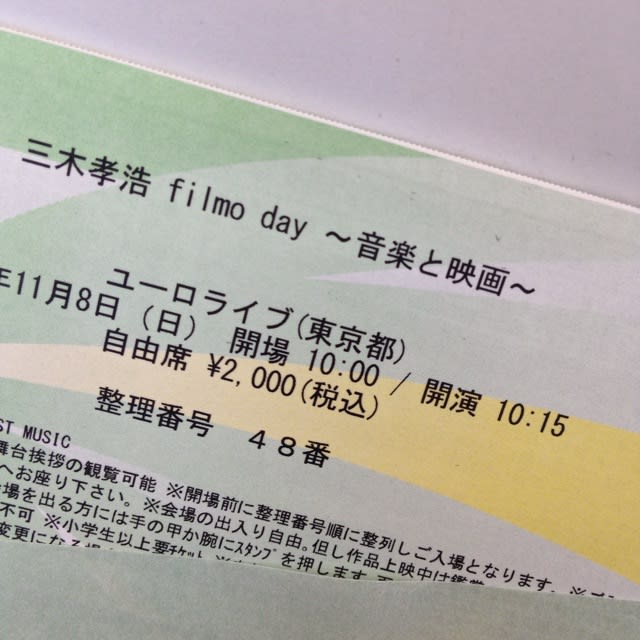 三木孝浩 filmo day ～音楽と映画～
ユーロライブ(東京都)
年11月8日 (日) 開場 10:00 / 開演 10:15
自由席 ¥2,000(税込)
整理番号 48番
ST MUSIC
舞台挨拶の観覧可能 ※開場前に整理番号順に整列しご入場となります。
へお座り下さい。 ※会場の出入り自由。但し作品上映中は
場を出る方には手の甲か腕にスタンプを押します。
不可 ※小学生以上要チケット
変更になる